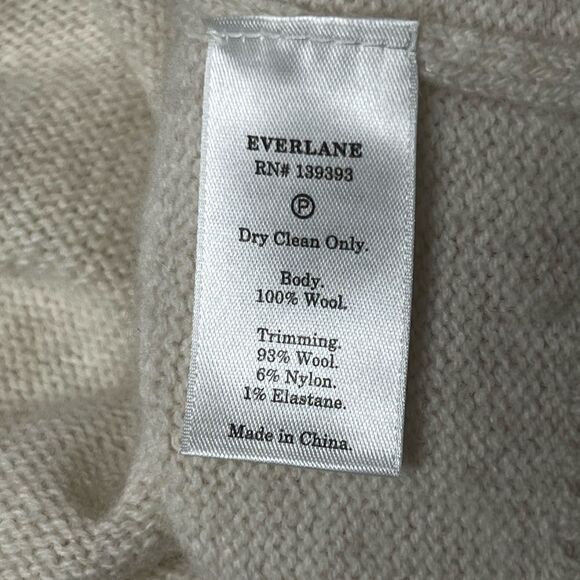 EVERLANE
RN# 139393
P
Dry Clean Only.
Body.
100% Wool.
Trimming.
93% Wool.
6% Nylon.
1% Elastane.
Made in China.